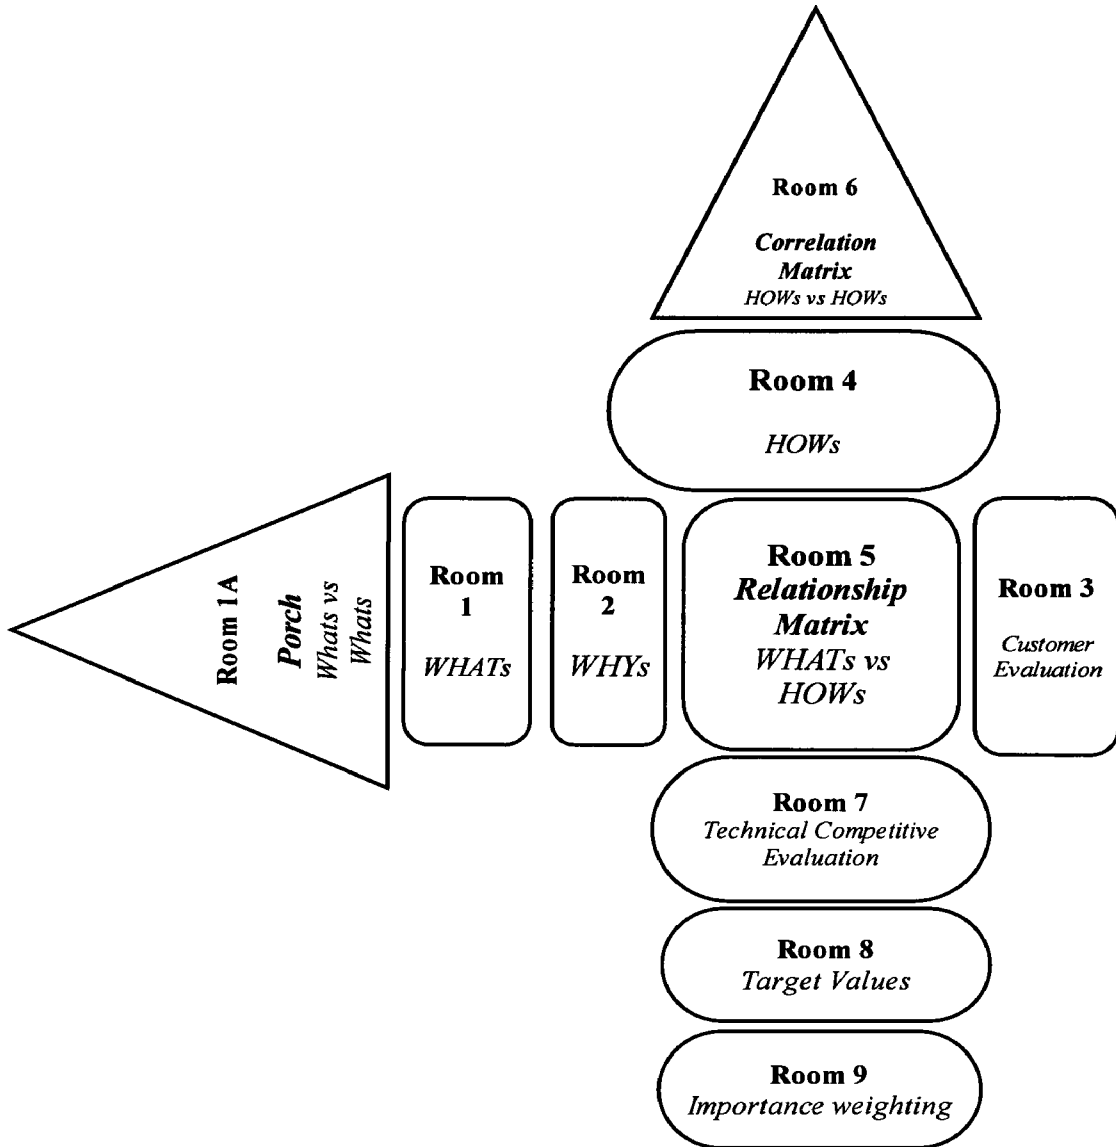 Room 6
Correlation
Matrix
HOWs vs HOWs
Room 4
HOWs
Room 1A
Porch
Whats vs
Whats
Room
1
WHATs
Room
2
WHYs
Room 5
Relationship
Matrix
WHATs vs
HOWs
Room 3
Customer
Evaluation
Room 7
Technical Competitive
Evaluation
Room 8
Target Values
Room 9
Importance weighting